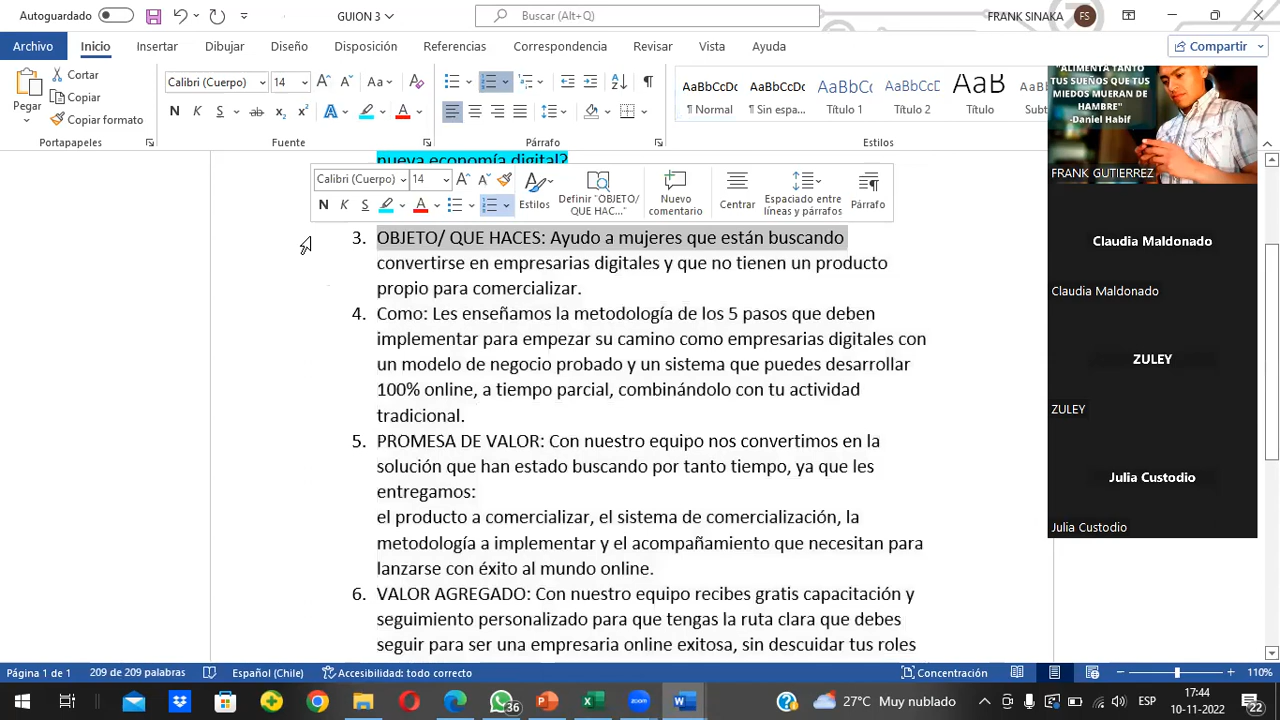 Autoguardado
GUION 3
Buscar (Alt+Q)
FRANK SINAKA
FS
Archivo
Inicio
Insertar
Dibujar
Diseño
Disposición
Referencias
Correspondencia
Revisar
Vista
Ayuda
Compartir
Pegar
Cortar
Copiar
Copiar formato
Portapapeles
Calibri (Cuerpo)
14
Aa
N K S ab x₂ x²
Fuente
Párrafo
AaBbCcDc
¶ Normal
AaBbCcDc
¶ Sin espa...
AaBbCc
Título 1
AaBbCcD
Título 2
AaB
Título
Estilos
"ALIMENTA TANTO
TUS SUEÑOS QUE TUS
MIEDOS MUERAN DE
HAMBRE"
-Daniel Habif
FRANK GUTIERREZ
Claudia Maldonado
Claudia Maldonado
ZULEY
ZULEY
Julia Custodio
Julia Custodio
nueva economía digital?
Calibri (Cuerpo)
14
N K S
Estilos
Definir "OBJETO/
QUE HAC..."
Nuevo
comentario
Centrar
Espaciado entre
líneas y párrafos
Párrafo
3. OBJETO/ QUE HACES: Ayudo a mujeres que están buscando
convertirse en empresarias digitales y que no tienen un producto
propio para comercializar.
4. Como: Les enseñamos la metodología de los 5 pasos que deben
implementar para empezar su camino como empresarias digitales con
un modelo de negocio probado y un sistema que puedes desarrollar
100% online, a tiempo parcial, combinándolo con tu actividad
tradicional.
5. PROMESA DE VALOR: Con nuestro equipo nos convertimos en la
solución que han estado buscando por tanto tiempo, ya que les
entregamos:
el producto a comercializar, el sistema de comercialización, la
metodología a implementar y el acompañamiento que necesitan para
lanzarse con éxito al mundo online.
6. VALOR AGREGADO: Con nuestro equipo recibes gratis capacitación y
seguimiento personalizado para que tengas la ruta clara que debes
seguir para ser una empresaria online exitosa, sin descuidar tus roles
Página 1 de 1
209 de 209 palabras
Español (Chile)
Accesibilidad: todo correcto
Concentración
110%
36
zoom
27°C Muy nublado
ESP
17:44
10-11-2022
22